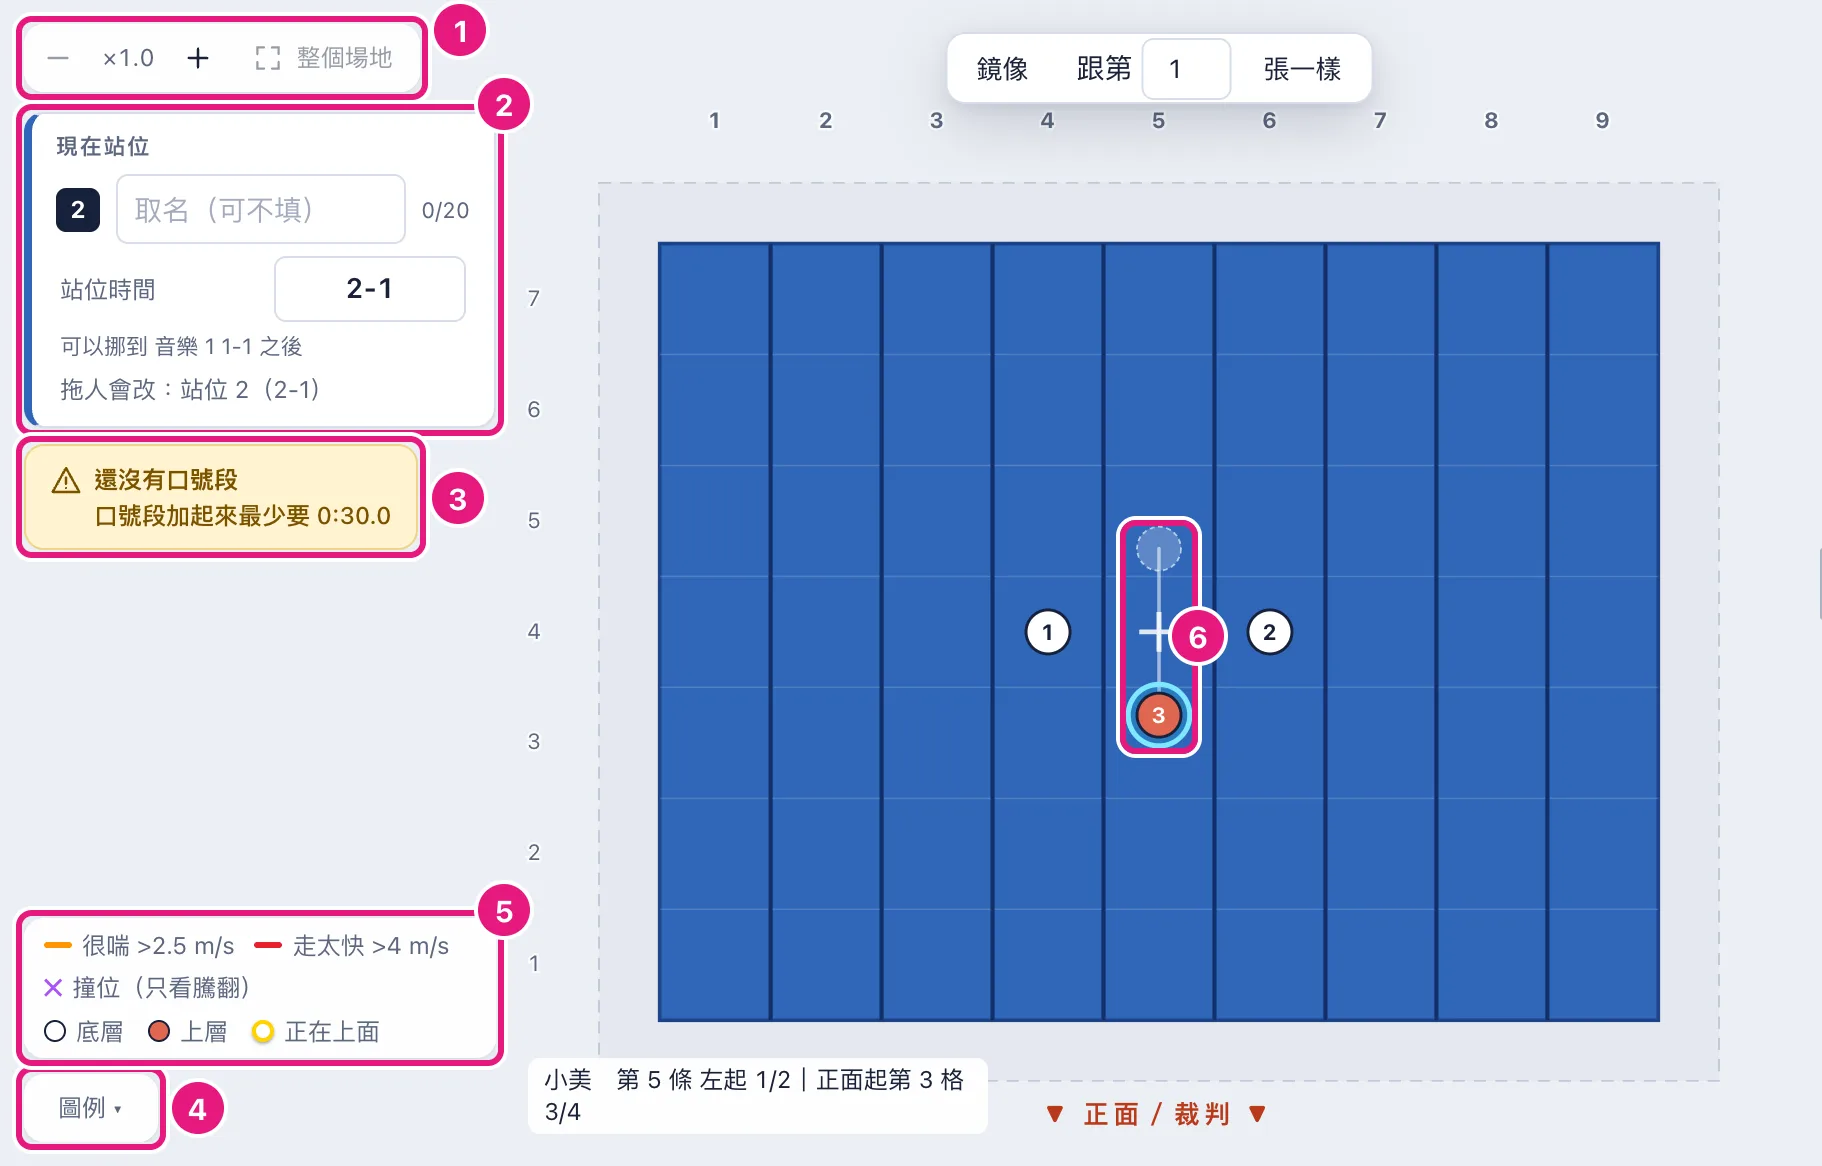 ×1.0 整個場地
1
2
現在站位
2 取名（可不填） 0/20
站位時間 2-1
可以挪到 音樂 1 1-1 之後
拖人會改：站位 2（2-1）
還沒有口號段
口號段加起來最少要 0:30.0
3
很喘 >2.5 m/s 走太快 >4 m/s
撞位（只看騰翻）
底層 上層 正在上面
5
圖例 ▾
4
鏡像 跟第 1 張一樣
1 2 3 4 5 6 7 8 9
7
6
5
4
3
2
1
1
6
2
3
小美 第 5 條 左起 1/2｜正面起第 3 格
3/4
▼ 正面 / 裁判 ▼